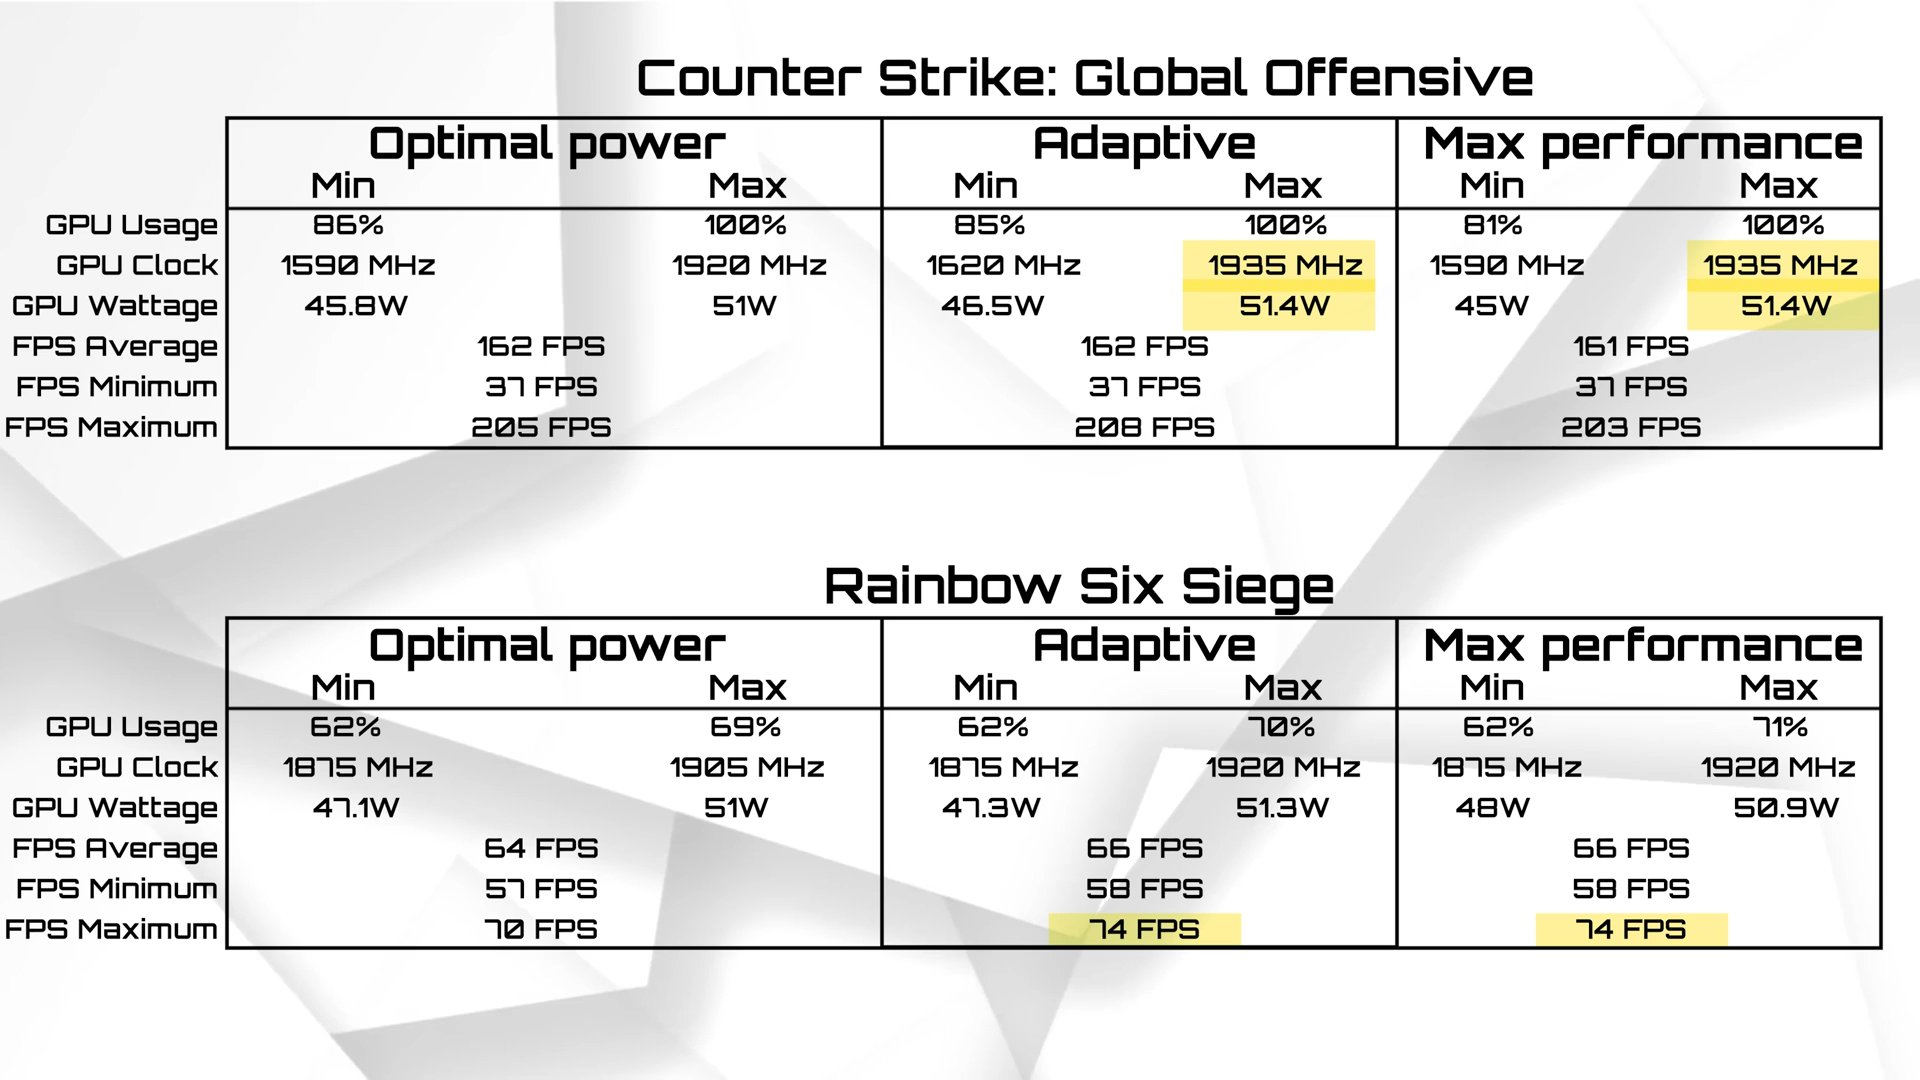 Counter Strike: Global Offensive
Optimal power Adaptive Max performance
Min Max Min Max Min Max
GPU Usage 86% 100% 85% 100% 81% 100%
GPU Clock 1590 MHz 1920 MHz 1620 MHz 1935 MHz 1590 MHz 1935 MHz
GPU Wattage 45.8W 51W 46.5W 51.4W 45W 51.4W
FPS Average 162 FPS 162 FPS 161 FPS
FPS Minimum 37 FPS 37 FPS 37 FPS
FPS Maximum 205 FPS 208 FPS 203 FPS
Rainbow Six Siege
Optimal power Adaptive Max performance
Min Max Min Max Min Max
GPU Usage 62% 69% 62% 70% 62% 71%
GPU Clock 1875 MHz 1905 MHz 1875 MHz 1920 MHz 1875 MHz 1920 MHz
GPU Wattage 47.1W 51W 47.3W 51.3W 48W 50.9W
FPS Average 64 FPS 66 FPS 66 FPS
FPS Minimum 57 FPS 58 FPS 58 FPS
FPS Maximum 70 FPS 74 FPS 74 FPS